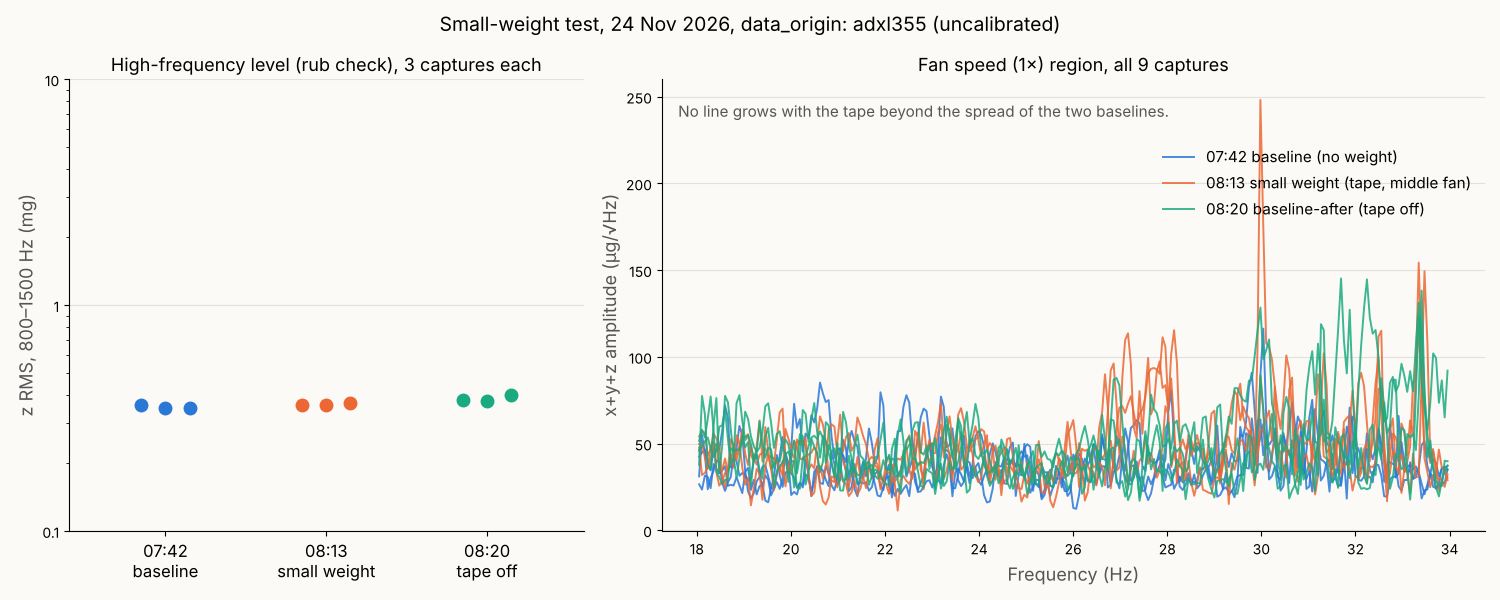 Small-weight test, 24 Nov 2026, data_origin: adxl355 (uncalibrated)
High-frequency level (rub check), 3 captures each
z RMS, 800–1500 Hz (mg)
10
1
0.1
07:42
baseline
08:13
small weight
08:20
tape off
Fan speed (1×) region, all 9 captures
No line grows with the tape beyond the spread of the two baselines.
07:42 baseline (no weight)
08:13 small weight (tape, middle fan)
08:20 baseline-after (tape off)
x+y+z amplitude (µg/√Hz)
250
200
150
100
50
0
18 20 22 24 26 28 30 32 34
Frequency (Hz)